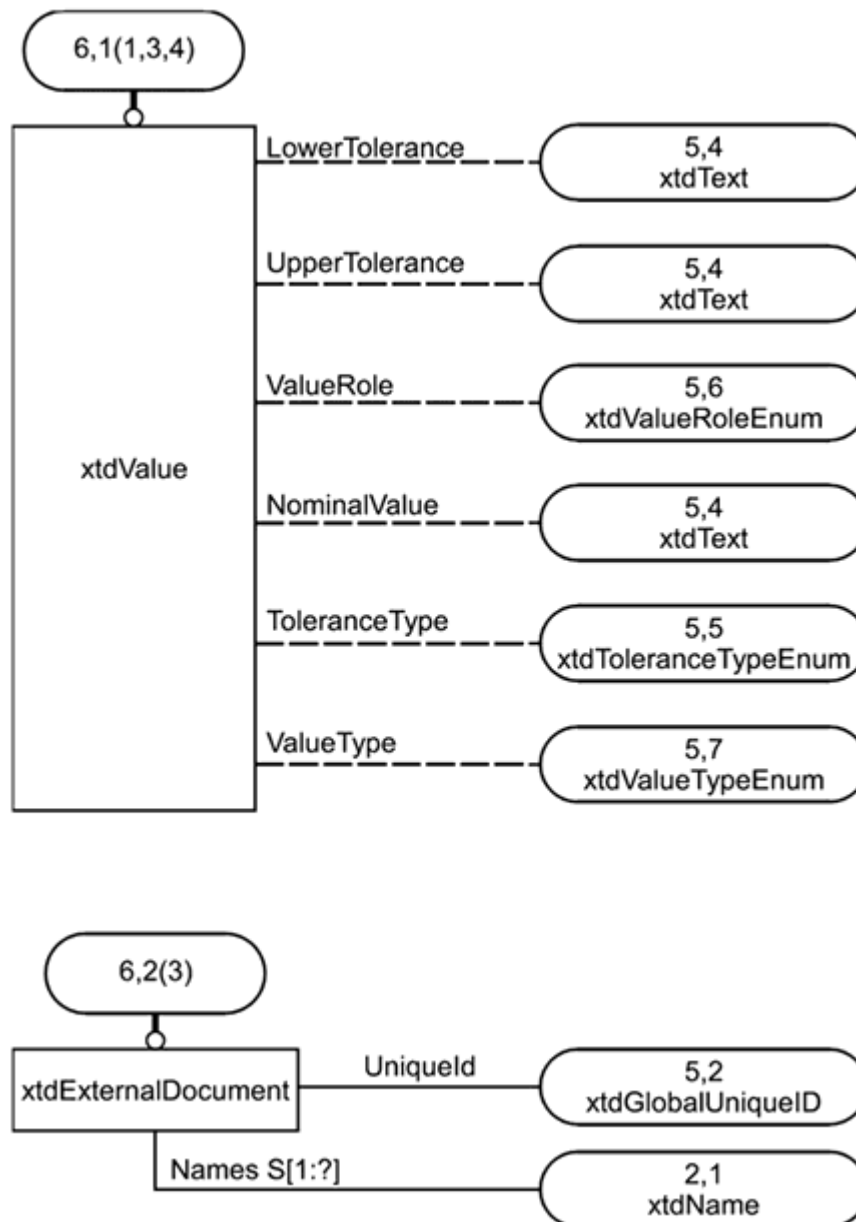 6,1(1,3,4)
LowerTolerance
5,4
xtdText
UpperTolerance
5,4
xtdText
ValueRole
5,6
xtdValueRoleEnum
xtdValue
NominalValue
5,4
xtdText
ToleranceType
5,5
xtdToleranceTypeEnum
ValueType
5,7
xtdValueTypeEnum
6,2(3)
xtdExternalDocument
UniqueId
5,2
xtdGlobalUniqueID
Names S[1:?]
2,1
xtdName